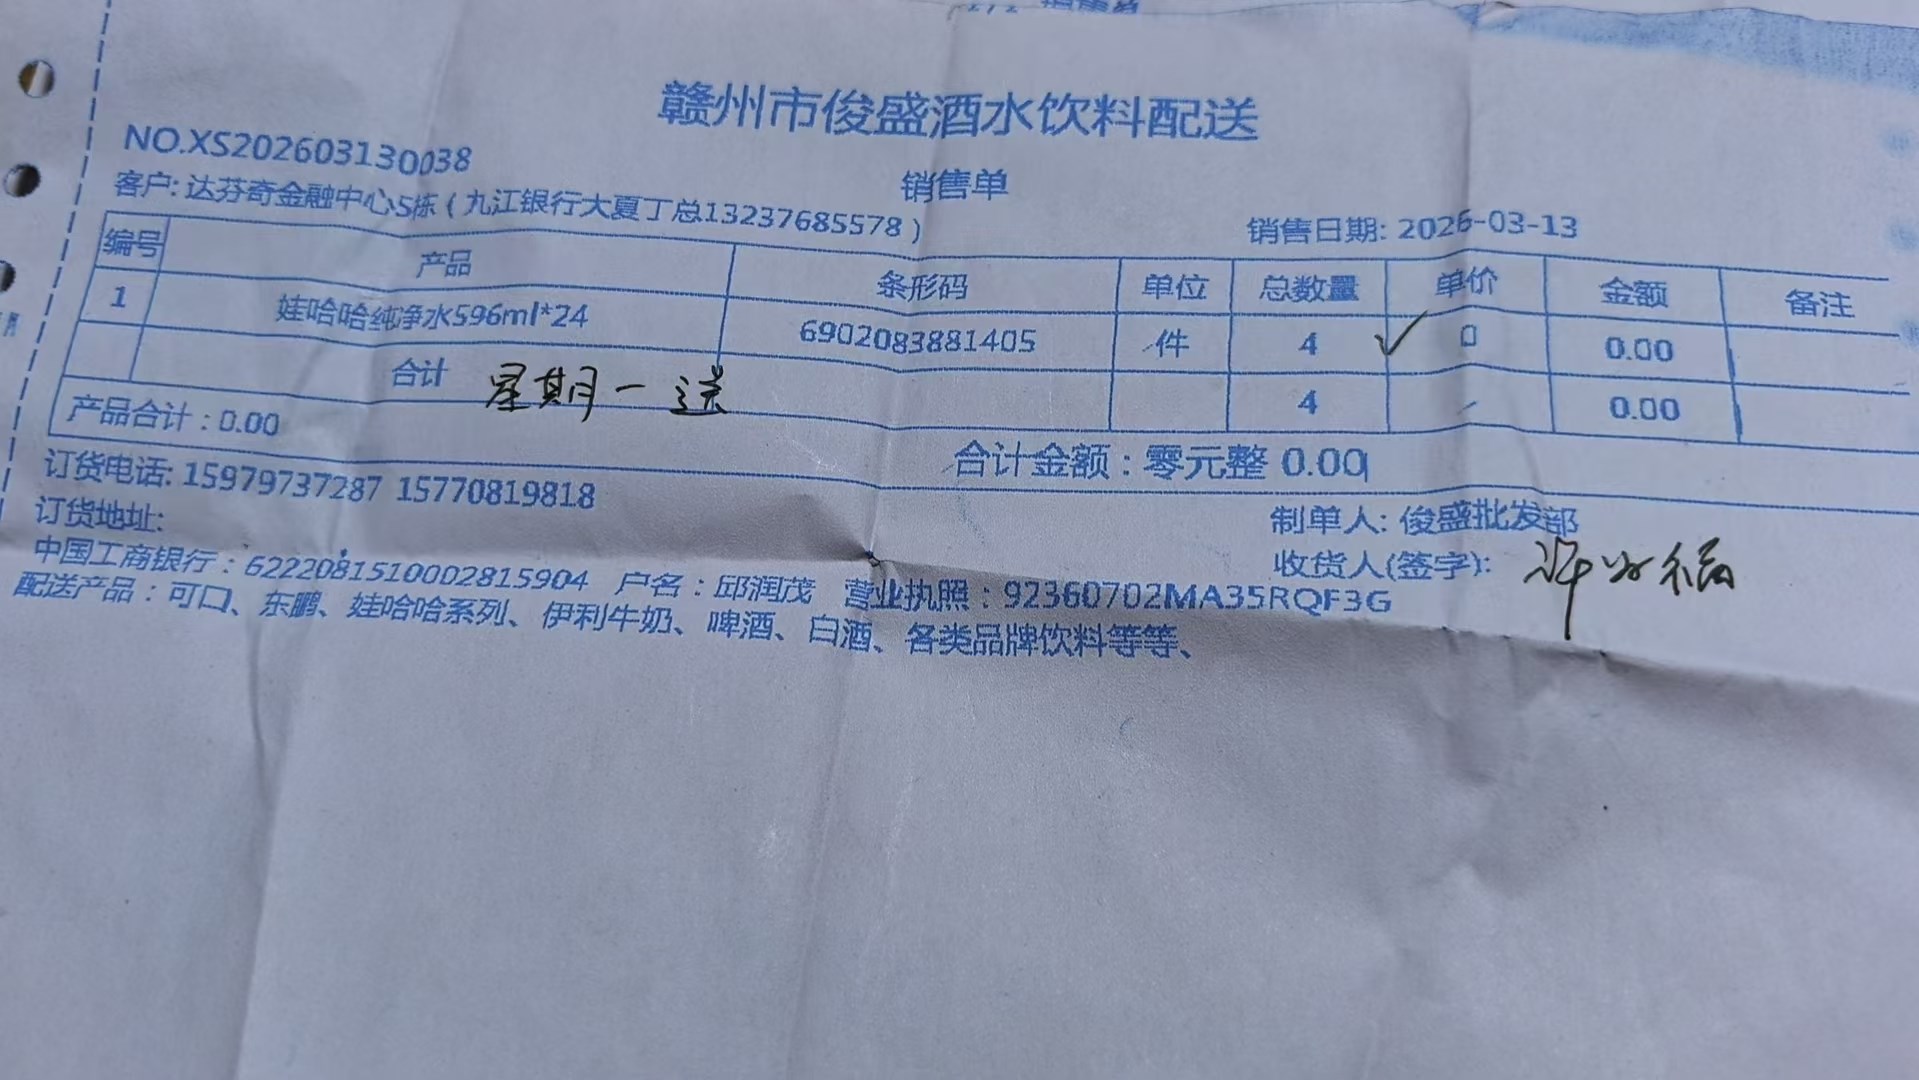 赣州市俊盛酒水饮料配送
NO.XS202603130038
销售单
客户: 达芬奇金融中心5栋（九江银行大夏丁总13237685578） 销售日期: 2026-03-13
编号 产品 条形码 单位 总数量 单价 金额 备注
1 娃哈哈纯净水596ml*24 6902083881405 件 4 ✓ 0 0.00
合计 星期一送 4 0.00
产品合计：0.00 合计金额：零元整 0.00
订货电话: 15979737287 15770819818 制单人: 俊盛批发部
订货地址: 收货人(签字):
中国工商银行：6222081510002815904 户名：邱润茂 营业执照：92360702MA35RQF3G
配送产品：可口、东鹏、娃哈哈系列、伊利牛奶、啤酒、白酒、各类品牌饮料等等、